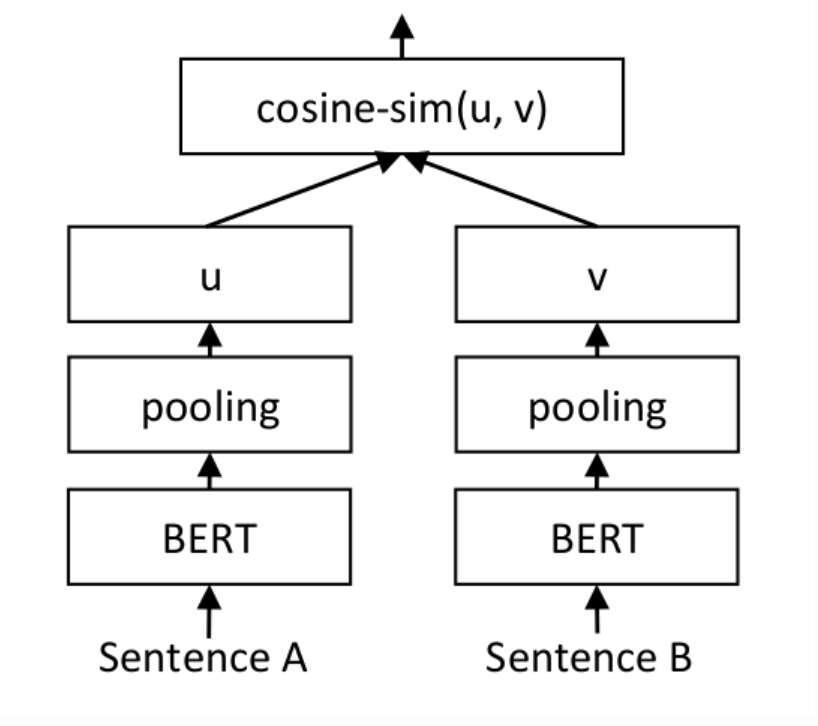 cosine-sim(u, v)
u
v
pooling
pooling
BERT
BERT
Sentence A
Sentence B